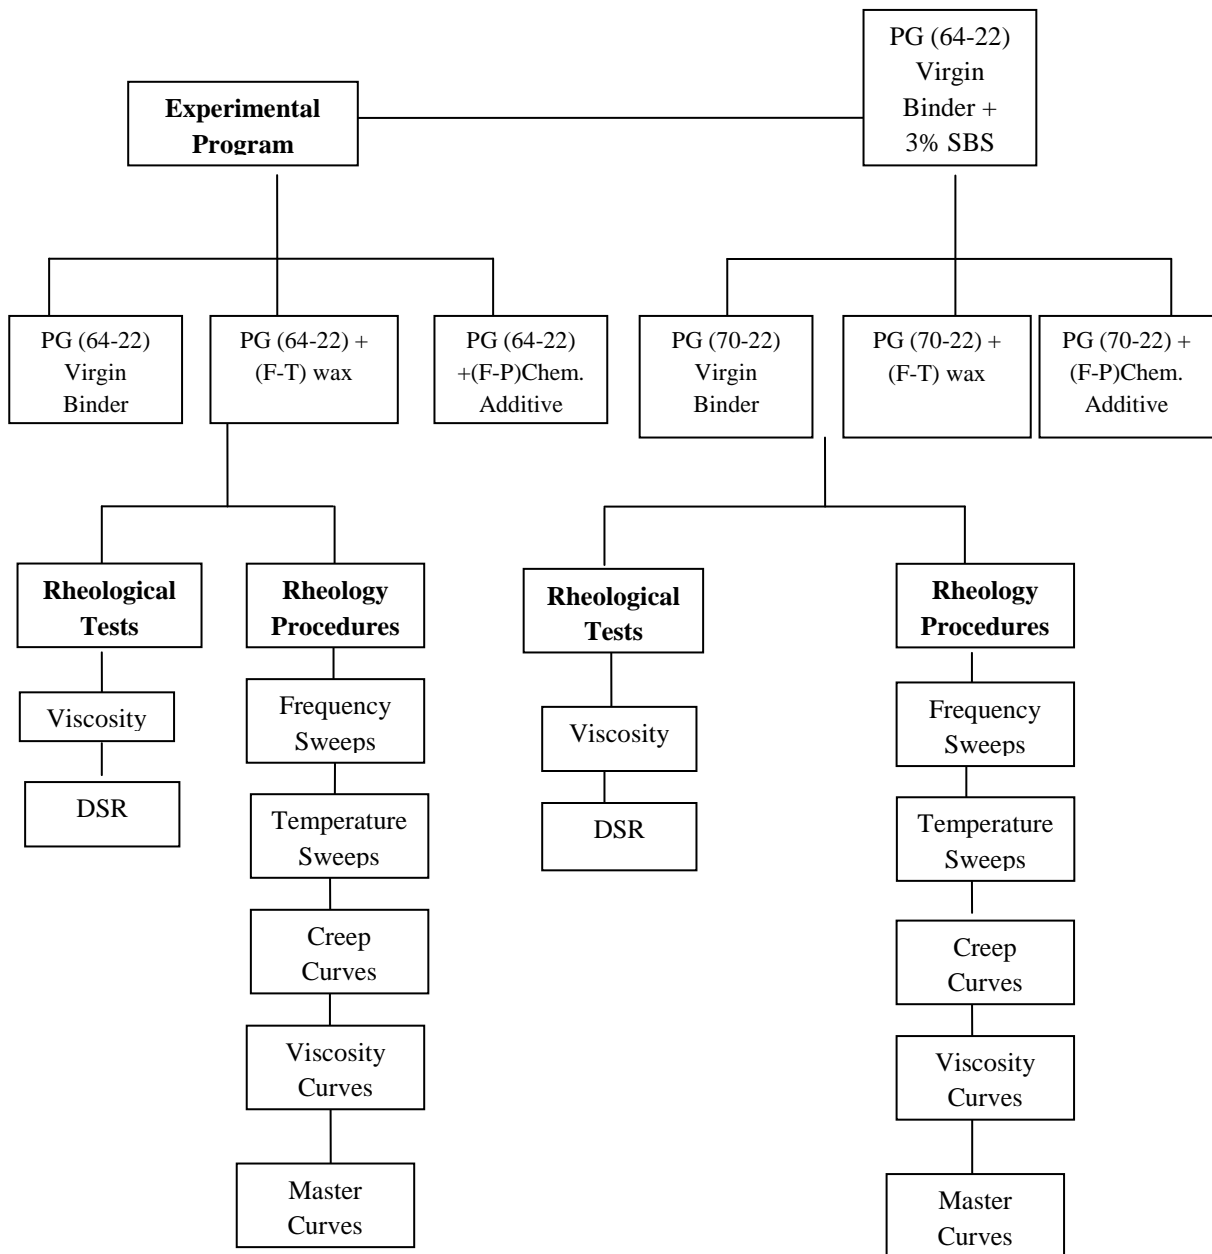 PG (64-22)
Virgin
Binder +
3% SBS
Experimental
Program
PG (64-22)
Virgin
Binder
PG (64-22) +
(F-T) wax
PG (64-22)
+(F-P)Chem.
Additive
PG (70-22)
Virgin
Binder
PG (70-22) +
(F-T) wax
PG (70-22) +
(F-P)Chem.
Additive
Rheological
Tests
Viscosity
DSR
Rheology
Procedures
Frequency
Sweeps
Temperature
Sweeps
Creep
Curves
Viscosity
Curves
Master
Curves
Rheological
Tests
Viscosity
DSR
Rheology
Procedures
Frequency
Sweeps
Temperature
Sweeps
Creep
Curves
Viscosity
Curves
Master
Curves